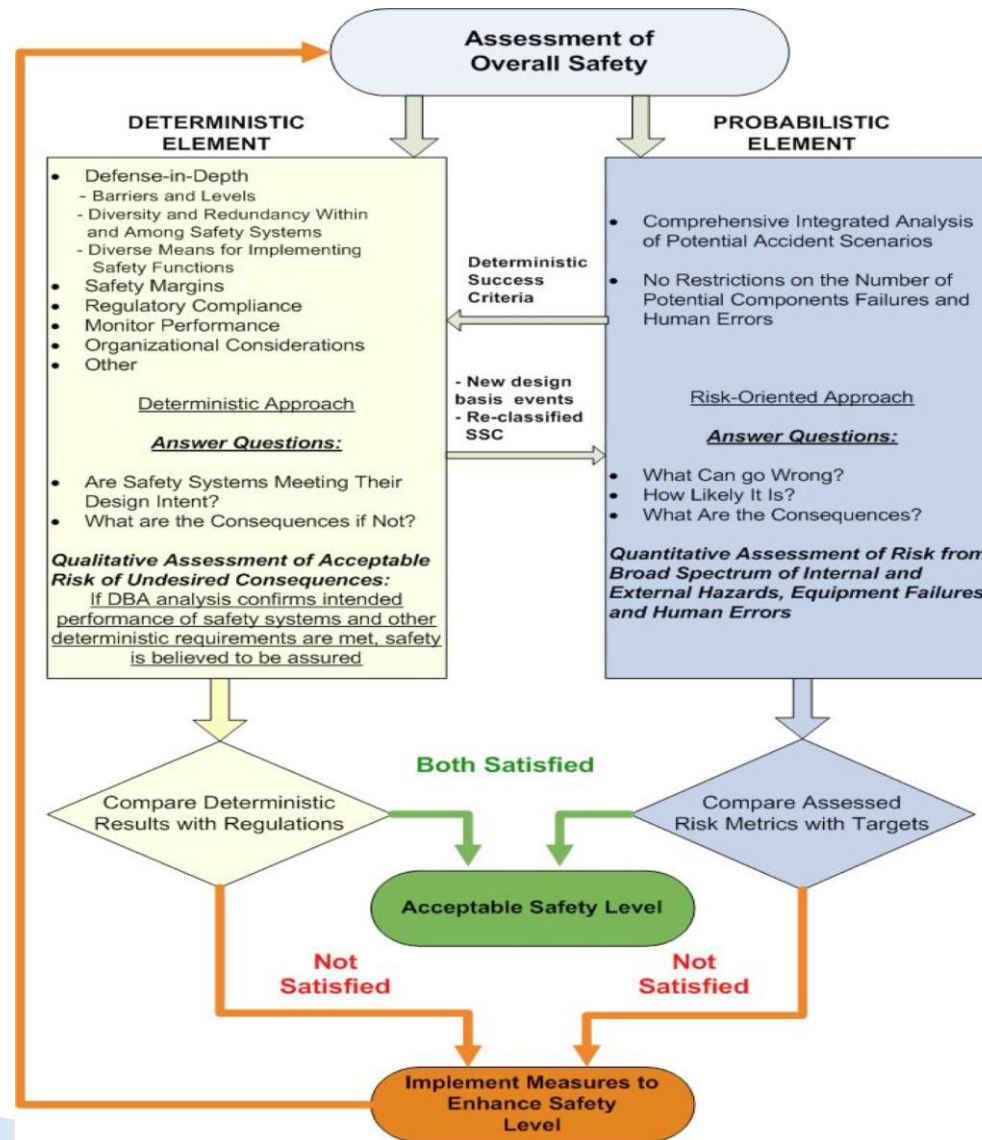 Assessment of
Overall Safety
DETERMINISTIC
ELEMENT
• Defense-in-Depth
- Barriers and Levels
- Diversity and Redundancy Within
and Among Safety Systems
- Diverse Means for Implementing
Safety Functions
• Safety Margins
• Regulatory Compliance
• Monitor Performance
• Organizational Considerations
• Other
Deterministic Approach
Answer Questions:
• Are Safety Systems Meeting Their
Design Intent?
• What are the Consequences if Not?
Qualitative Assessment of Acceptable
Risk of Undesired Consequences:
If DBA analysis confirms intended
performance of safety systems and other
deterministic requirements are met, safety
is believed to be assured
Deterministic
Success
Criteria
- New design
basis events
- Re-classified
SSC
PROBABILISTIC
ELEMENT
• Comprehensive Integrated Analysis
of Potential Accident Scenarios
• No Restrictions on the Number of
Potential Components Failures and
Human Errors
Risk-Oriented Approach
Answer Questions:
• What Can go Wrong?
• How Likely It Is?
• What Are the Consequences?
Quantitative Assessment of Risk from
Broad Spectrum of Internal and
External Hazards, Equipment Failures
and Human Errors
Compare Deterministic
Results with Regulations
Both Satisfied
Compare Assessed
Risk Metrics with Targets
Acceptable Safety Level
Not
Satisfied
Not
Satisfied
Implement Measures to
Enhance Safety
Level